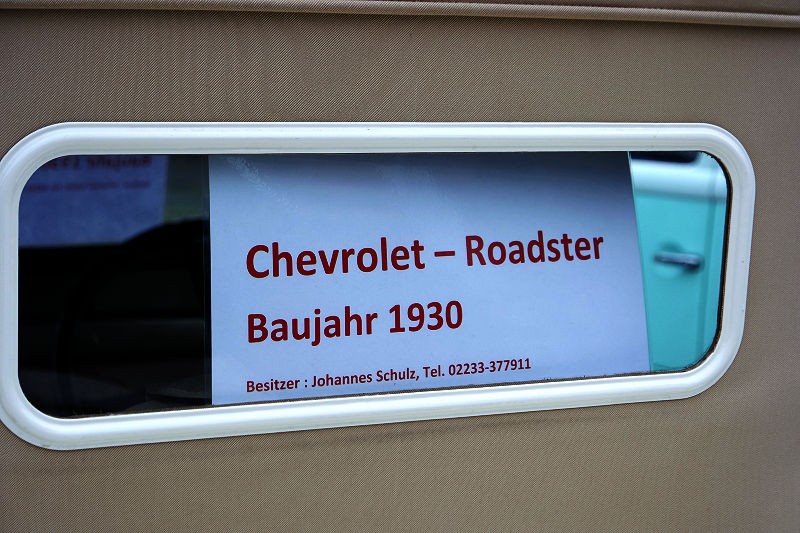 Chevrolet – Roadster
Baujahr 1930
Besitzer : Johannes Schulz, Tel. 02233-377911